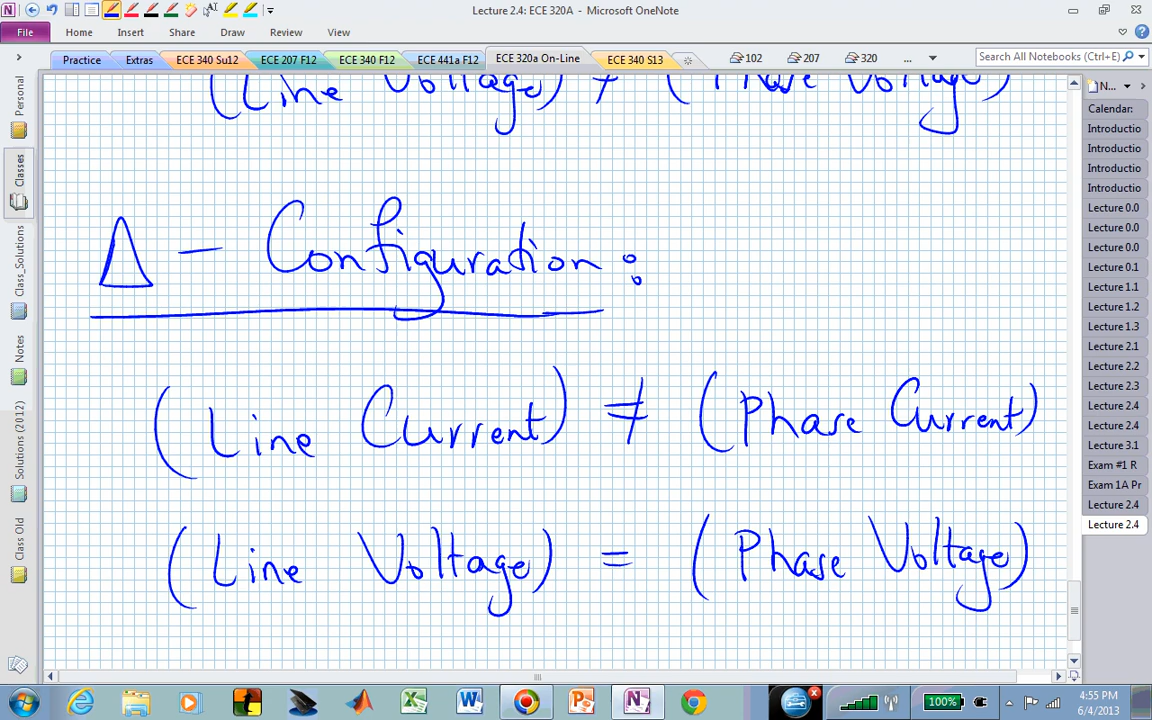 Lecture 2.4: ECE 320A - Microsoft OneNote
File Home Insert Share Draw Review View
Practice Extras ECE 340 Su12 ECE 207 F12 ECE 340 F12 ECE 441a F12 ECE 320a On-Line ECE 340 S13 102 207 320 ... Search All Notebooks (Ctrl+E)
Personal
Classes
Class_Solutions
Notes
Solutions (2012)
Class Old
(Line Voltage) ≠ (Phase Voltage)
Δ - Configuration:
(Line Current) ≠ (Phase Current)
(Line Voltage) = (Phase Voltage)
N...
Calendar:
Introductio
Introductio
Introductio
Introductio
Lecture 0.0
Lecture 0.0
Lecture 0.0
Lecture 0.1
Lecture 1.1
Lecture 1.2
Lecture 1.3
Lecture 2.1
Lecture 2.2
Lecture 2.3
Lecture 2.4
Lecture 2.4
Lecture 3.1
Exam #1 R
Exam 1A Pr
Lecture 2.4
Lecture 2.4
100%
4:55 PM
6/4/2013